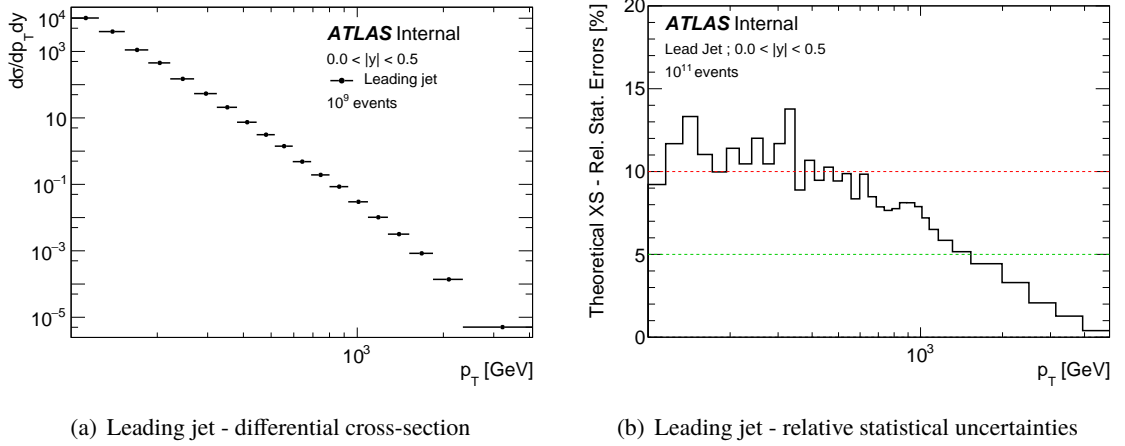 dσ/dp_T dy
10^4
10^3
10
10^−1
10^−3
10^−5
ATLAS Internal
0.0 < |y| < 0.5
Leading jet
10^9 events
10^3
p_T [GeV]
(a) Leading jet - differential cross-section
Theoretical XS - Rel. Stat. Errors [%]
20
15
10
5
0
ATLAS Internal
Lead Jet ; 0.0 < |y| < 0.5
10^11 events
10^3
p_T [GeV]
(b) Leading jet - relative statistical uncertainties